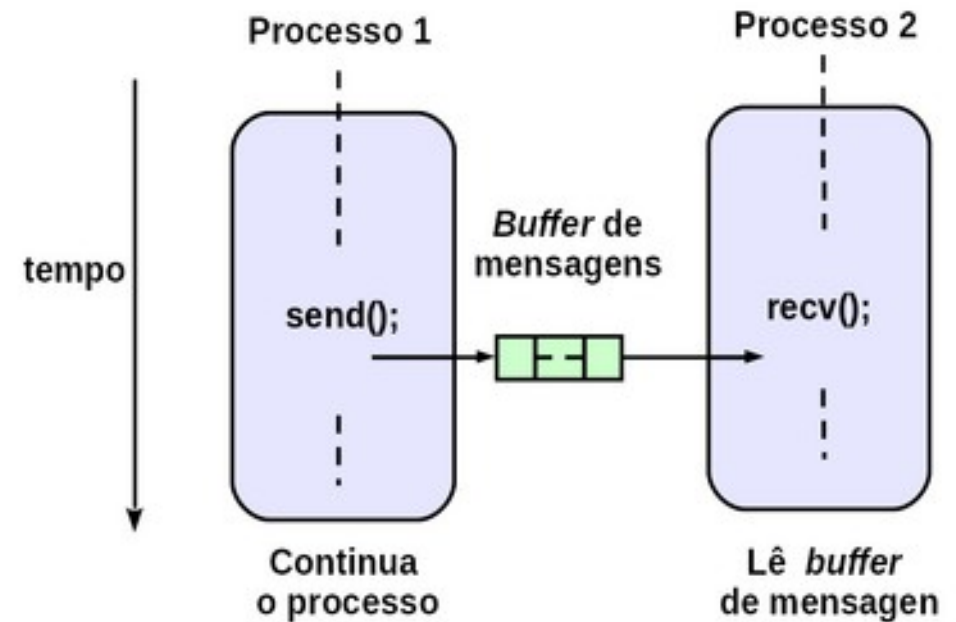 Processo 1
Processo 2
tempo
Buffer de
mensagens
send();
recv();
Continua
o processo
Lê buffer
de mensagen